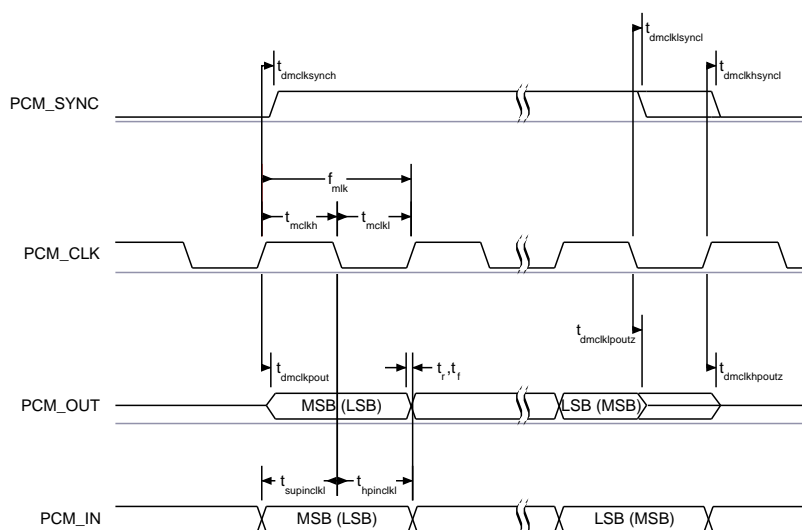 t_dmclklsyncl
t_dmclksynch
t_dmclkhsyncl
PCM_SYNC
f_mlk
t_mclkh
t_mclkl
PCM_CLK
t_dmclklpoutz
t_dmclkpout
t_r,t_f
t_dmclkhpoutz
PCM_OUT
MSB (LSB)
LSB (MSB)
t_supinclkl
t_hpinclkl
PCM_IN
MSB (LSB)
LSB (MSB)